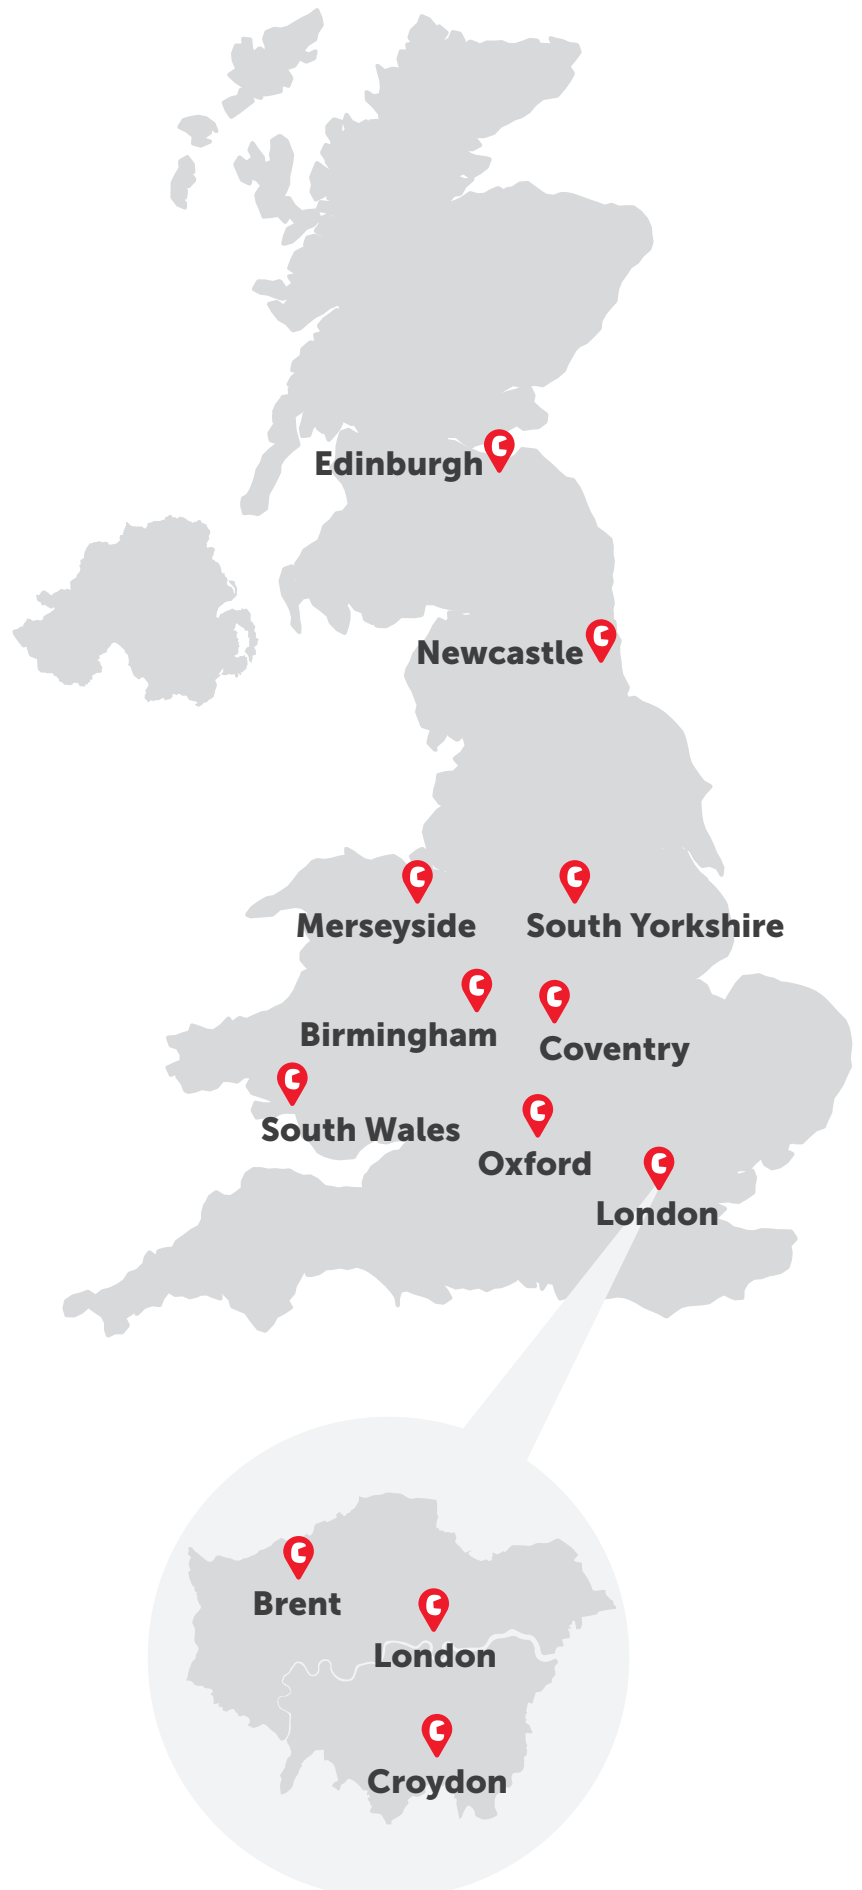 Edinburgh
Newcastle
Merseyside
South Yorkshire
Birmingham
Coventry
South Wales
Oxford
London
Brent
London
Croydon